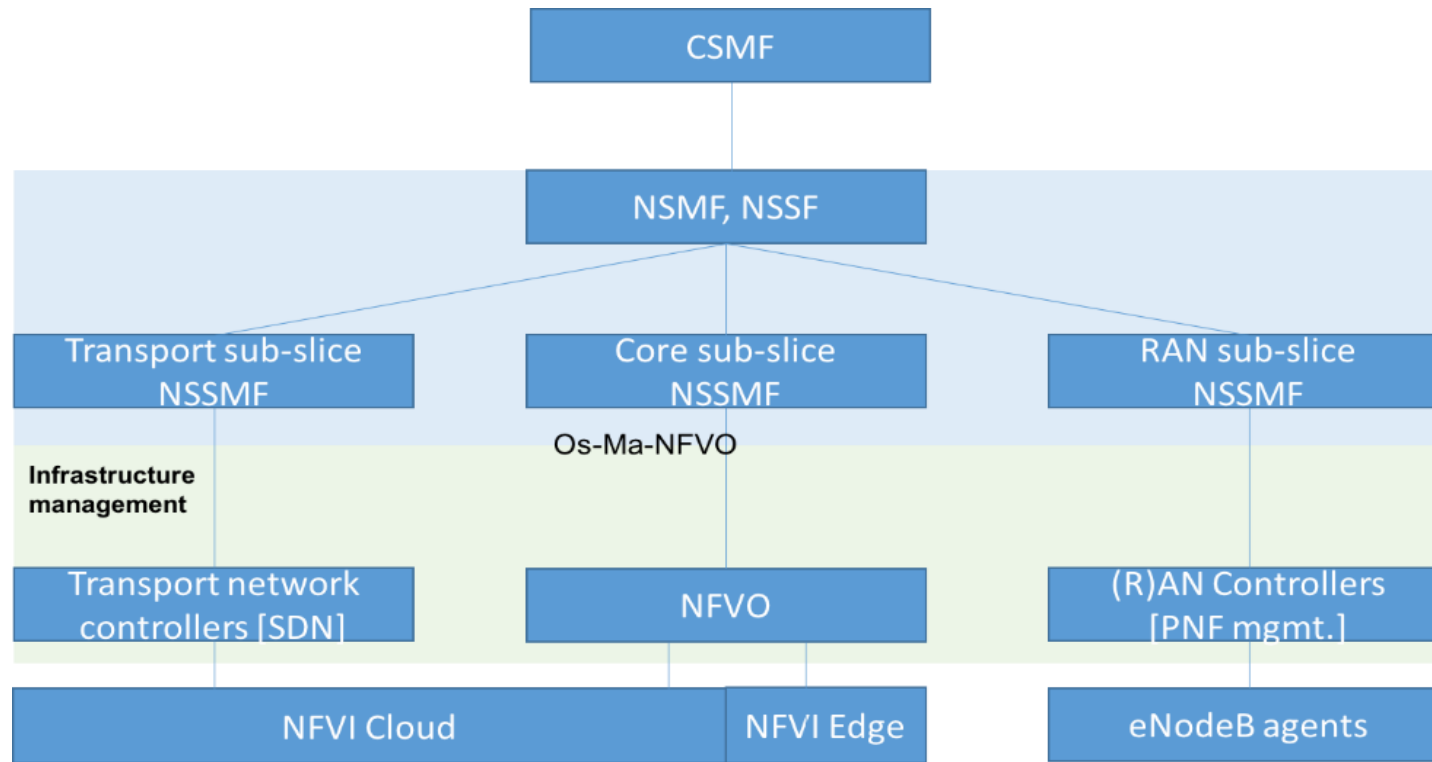 CSMF
NSMF, NSSF
Transport sub-slice
NSSMF
Core sub-slice
NSSMF
RAN sub-slice
NSSMF
Os-Ma-NFVO
Infrastructure
management
Transport network
controllers [SDN]
NFVO
(R)AN Controllers
[PNF mgmt.]
NFVI Cloud
NFVI Edge
eNodeB agents